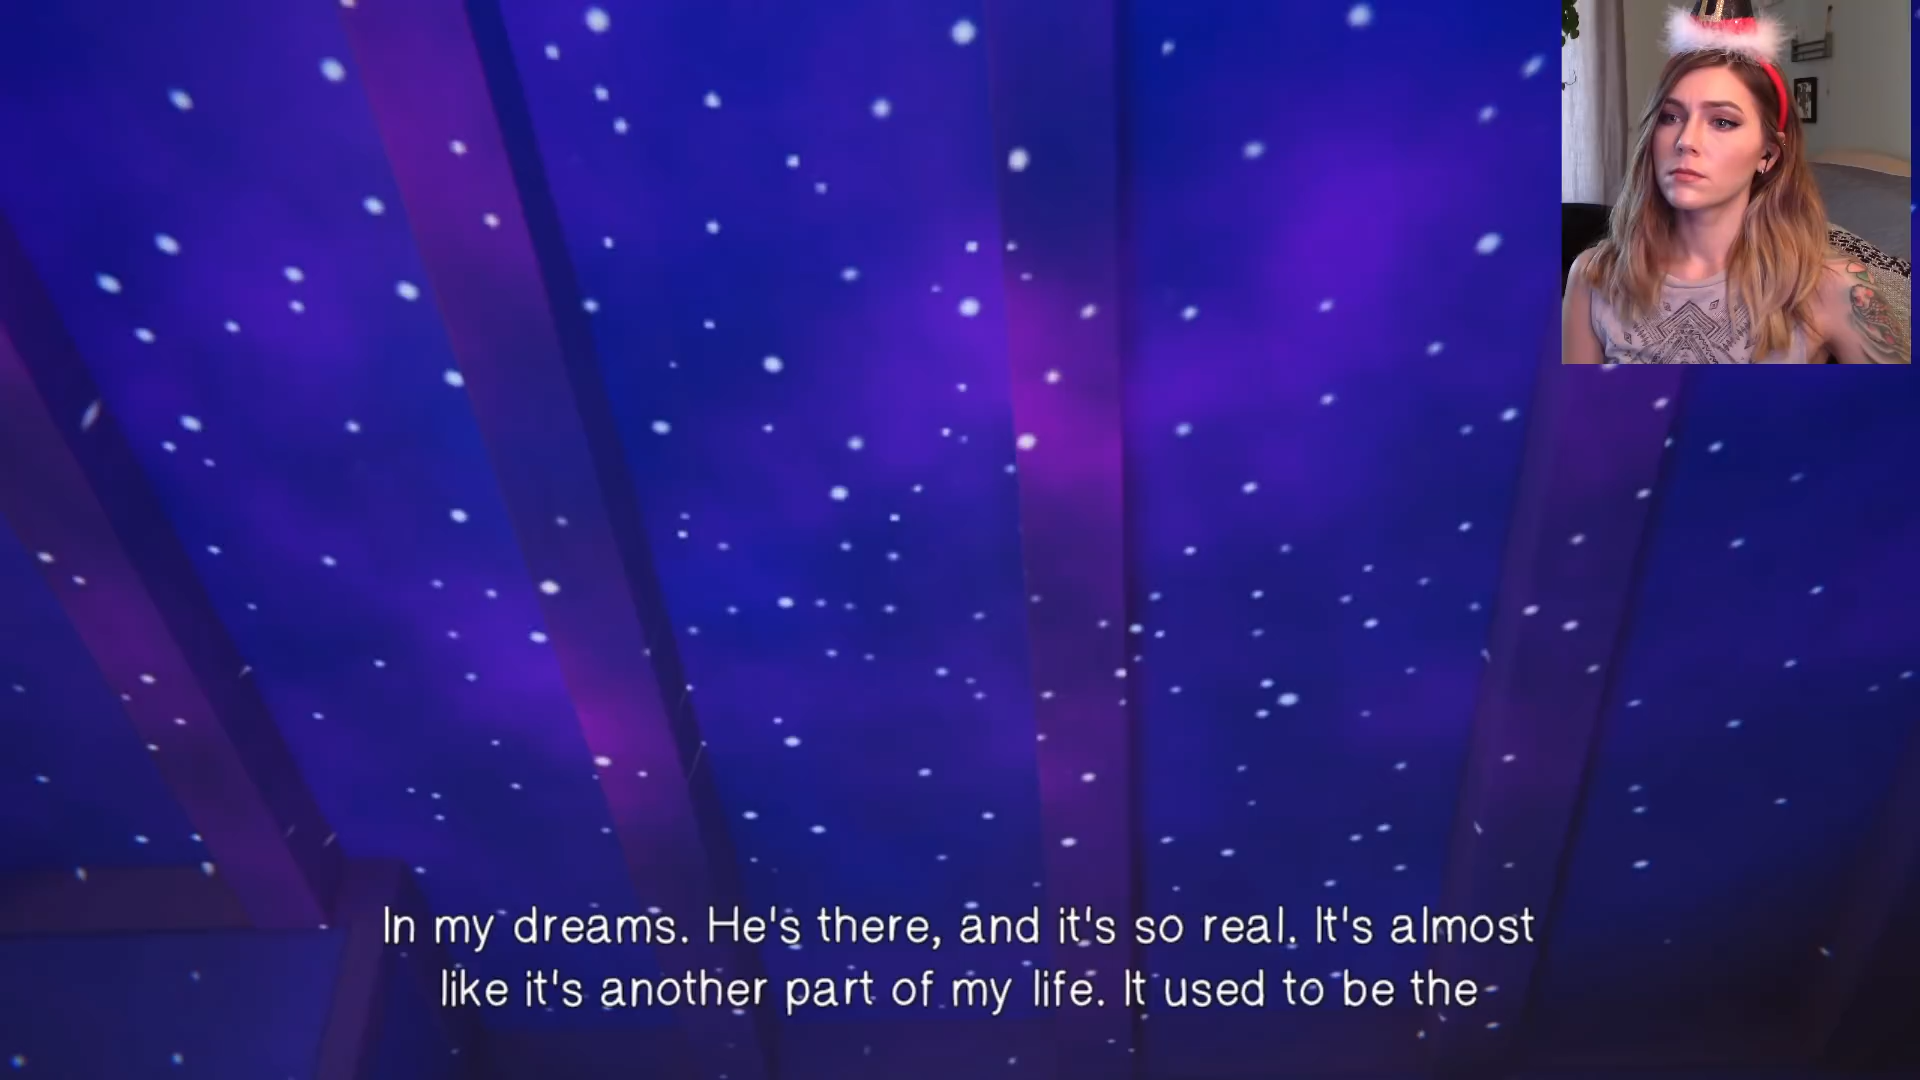 In my dreams. He's there, and it's so real. It's almost
like it's another part of my life. It used to be the